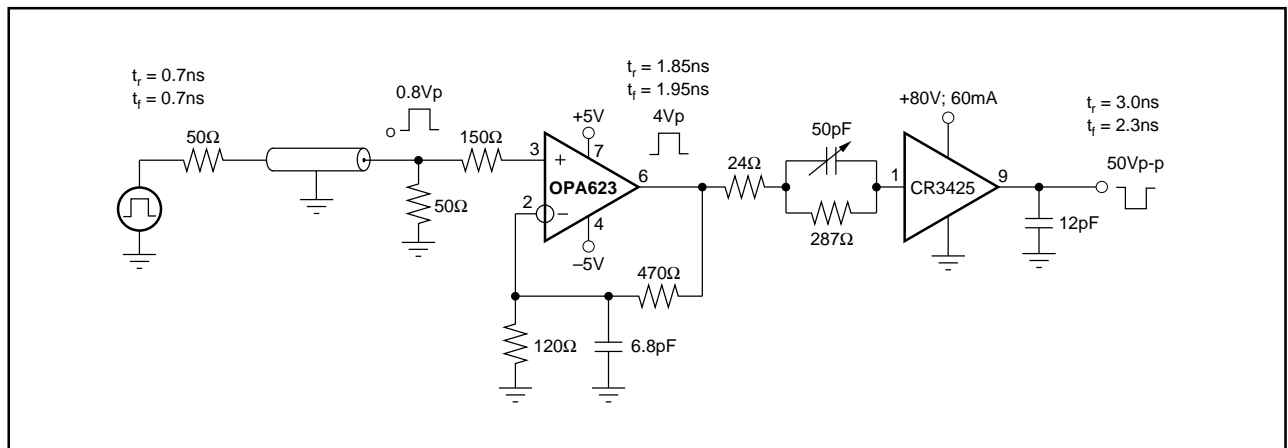 tr = 0.7ns
tf = 0.7ns
50Ω
o
0.8Vp
50Ω
150Ω
3
+
2
–
+5V
7
OPA623
6
4
–5V
tr = 1.85ns
tf = 1.95ns
4Vp
120Ω
6.8pF
470Ω
24Ω
50pF
287Ω
+80V; 60mA
1
CR3425
9
12pF
tr = 3.0ns
tf = 2.3ns
50Vp-p